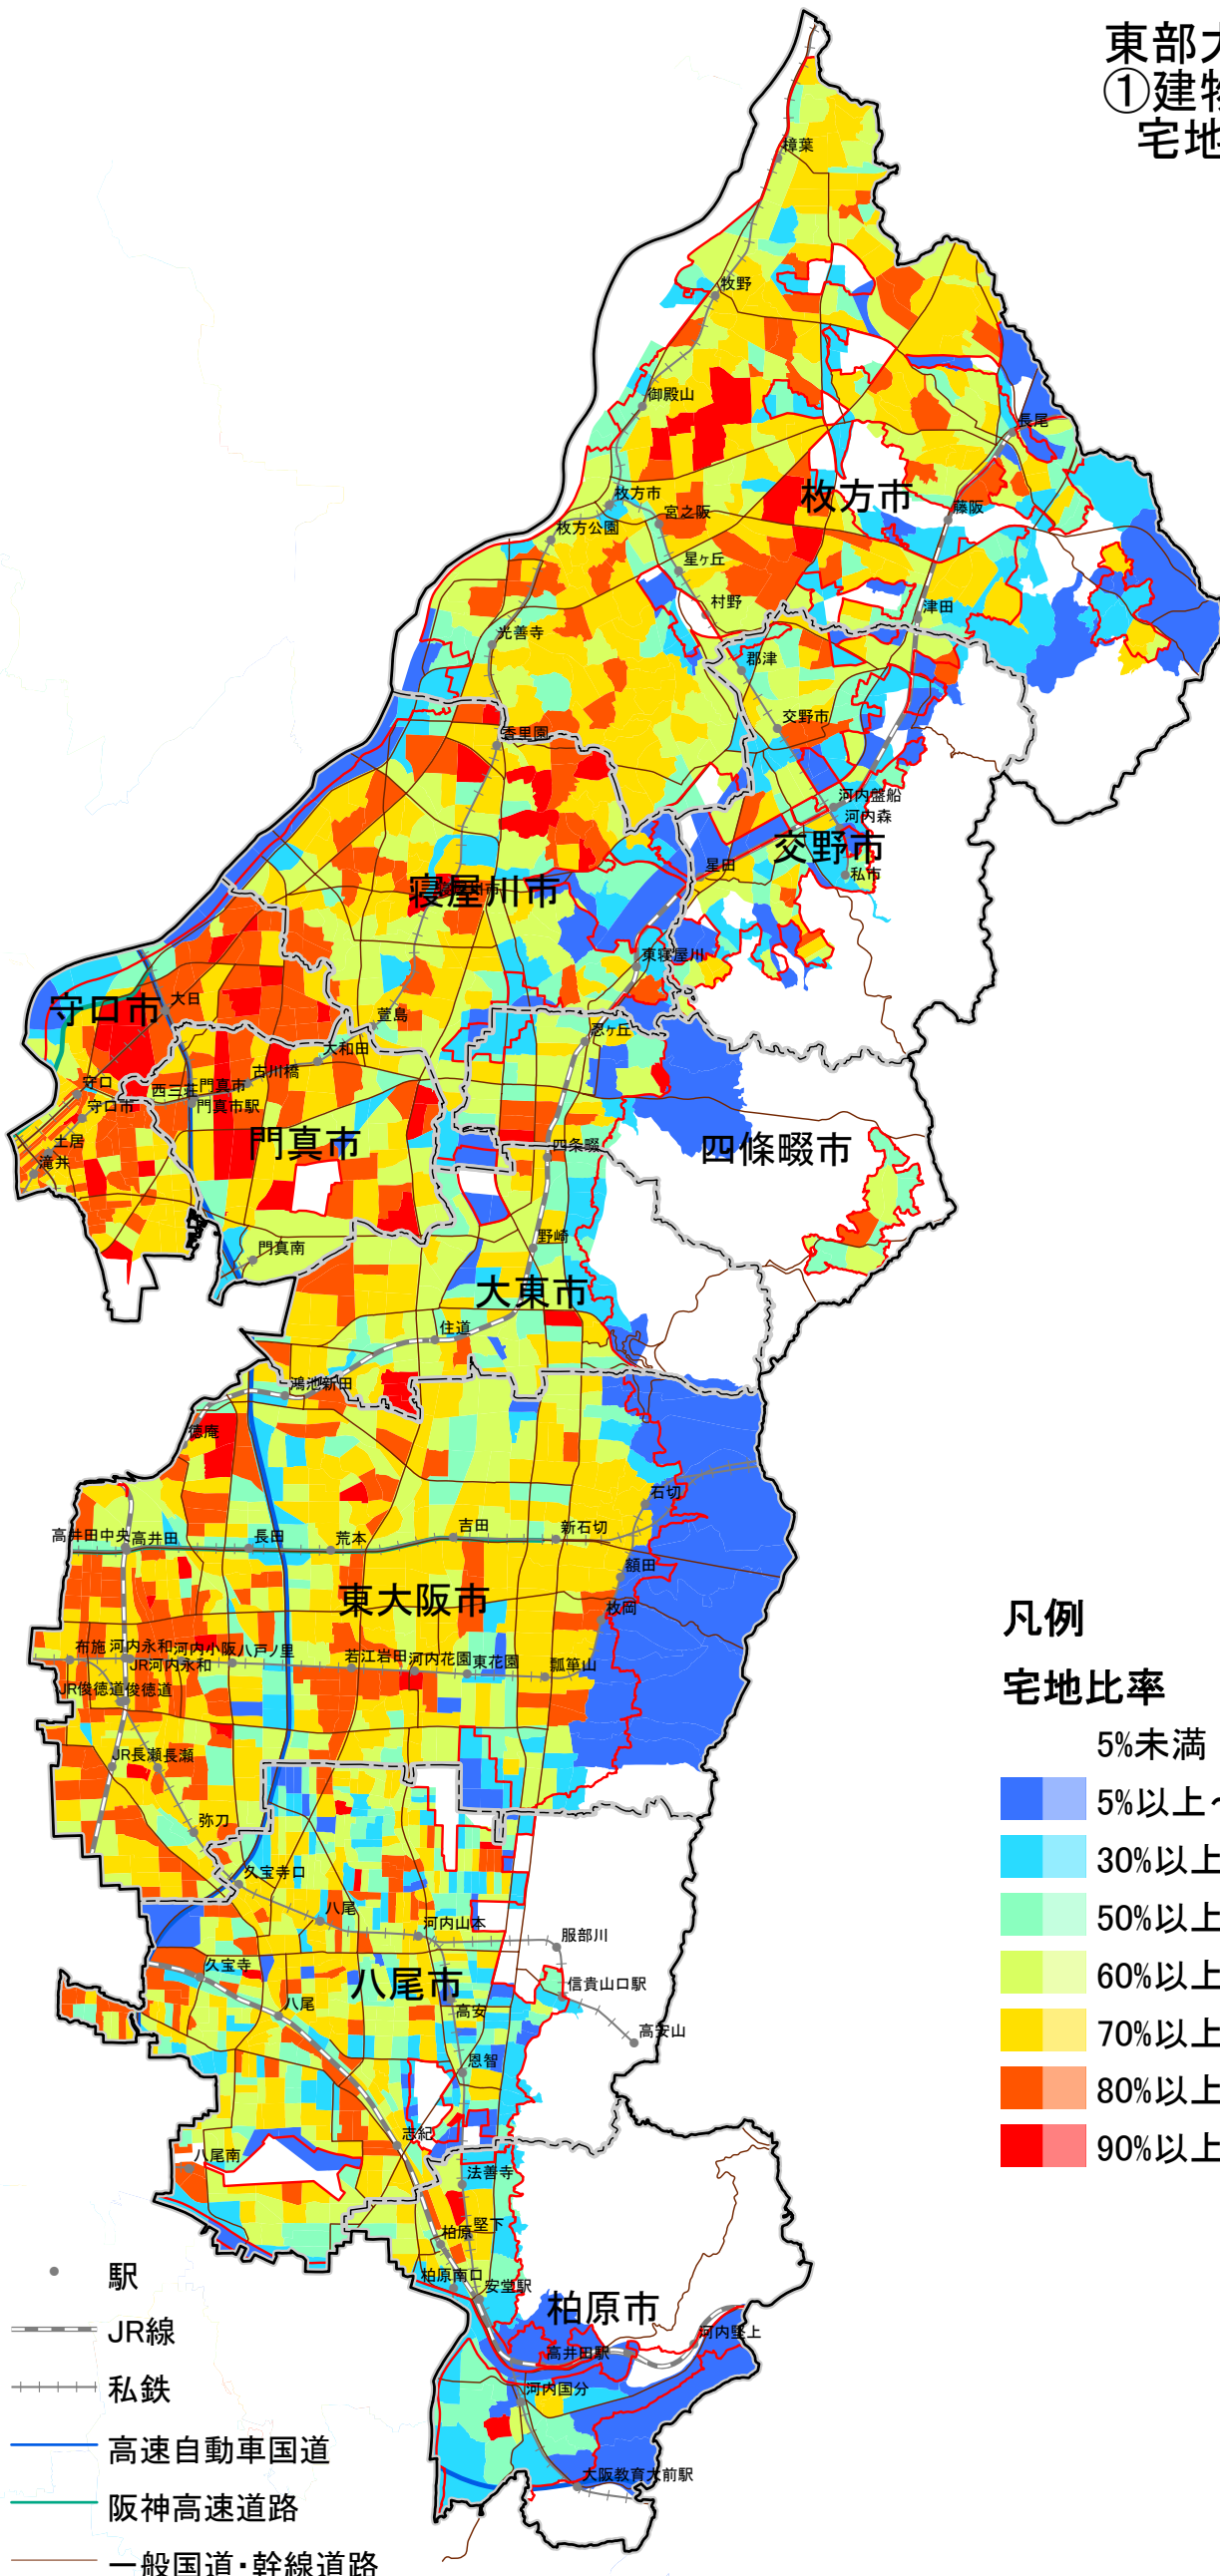 東部大
①建物
宅地
樟葉
牧野
御殿山
長尾
枚方市
枚方市
藤阪
宮之阪
枚方公園
星ヶ丘
村野
津田
光善寺
郡津
交野市
香里園
河内磐船
河内森
交野市
星田
私市
寝屋川市
東寝屋川
大日
守口市
萱島
忍ヶ丘
大和田
古川橋
門真市
西三荘
守口
門真市駅
守口市
土居
滝井
門真市
四条畷
四條畷市
門真南
野崎
大東市
住道
鴻池新田
徳庵
石切
吉田
新石切
高井田中央
高井田
長田
荒本
額田
東大阪市
枚岡
布施
河内永和
河内小阪
八戸ノ里
若江岩田
河内花園
東花園
瓢箪山
JR河内永和
JR俊徳道
俊徳道
JR長瀬
長瀬
弥刀
久宝寺口
八尾
河内山本
服部川
久宝寺
八尾市
信貴山口駅
八尾
高安
高安山
恩智
志紀
八尾南
法善寺
柏原
堅下
柏原南口
安堂駅
柏原市
河内堅上
高井田駅
河内国分
大阪教育大前駅
凡例
宅地比率
5%未満
5%以上~
30%以上
50%以上
60%以上
70%以上
80%以上
90%以上
駅
JR線
私鉄
高速自動車国道
阪神高速道路
一般国道・幹線道路